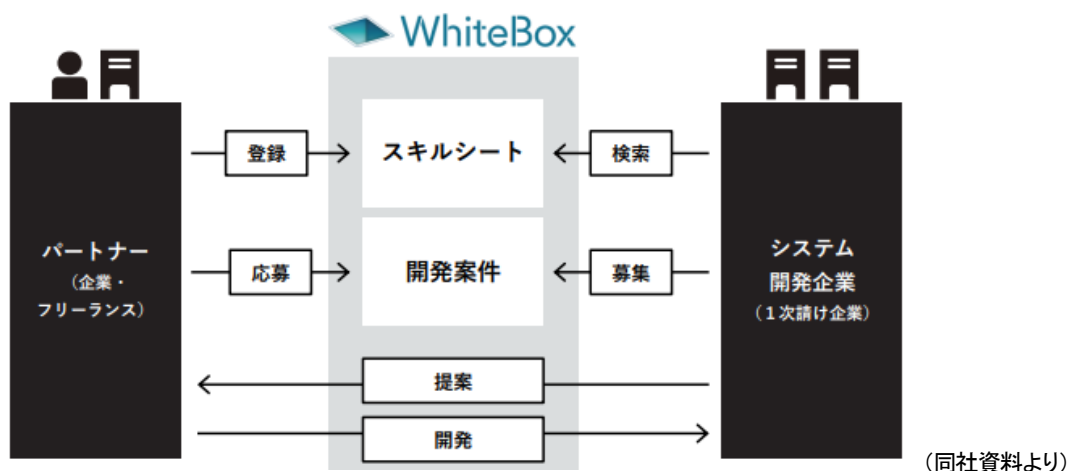 WhiteBox
登録
スキルシート
検索
パートナー
（企業・
フリーランス）
応募
開発案件
募集
システム
開発企業
（１次請け企業）
提案
開発
（同社資料より）